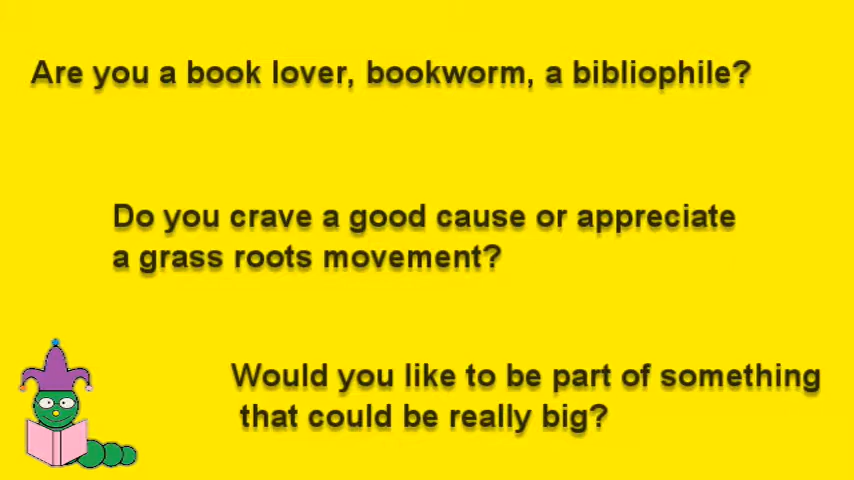 Are you a book lover, bookworm, a bibliophile?
Do you crave a good cause or appreciate
a grass roots movement?
Would you like to be part of something
that could be really big?